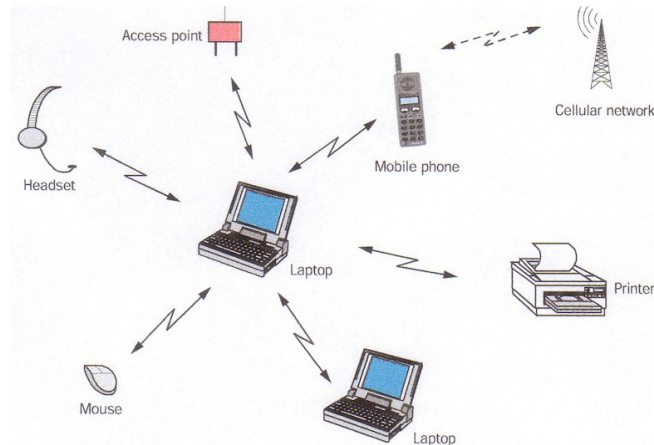 Access point
Cellular network
Mobile phone
Headset
Laptop
Printer
Mouse
Laptop